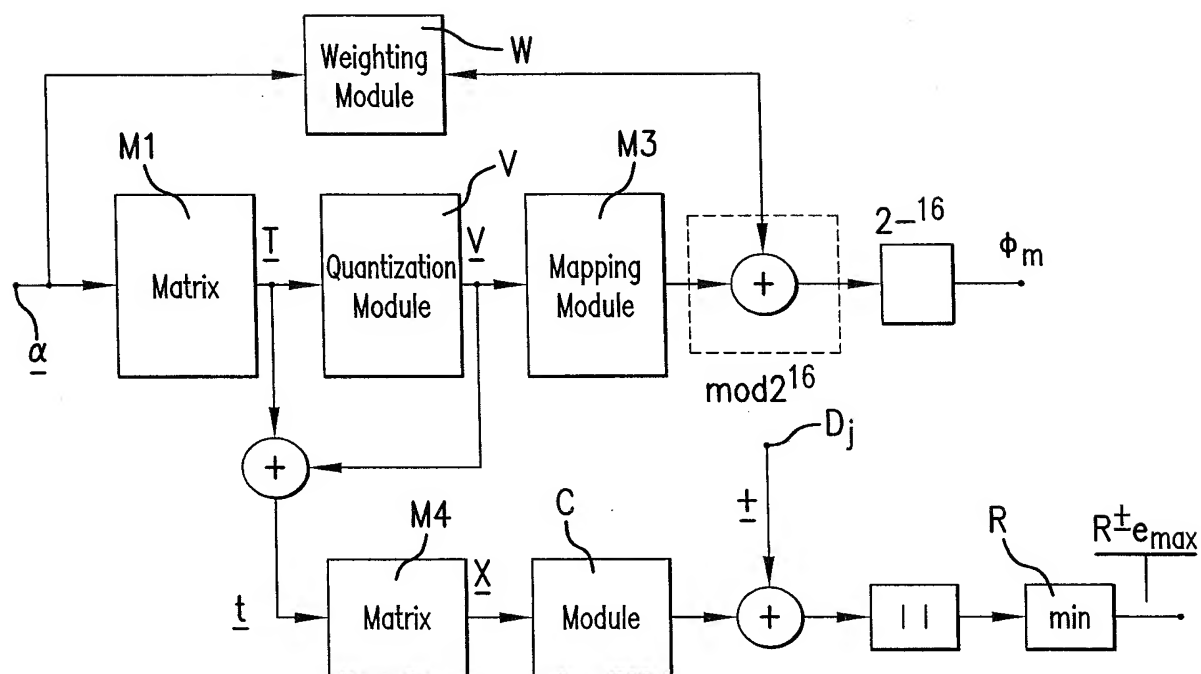 Weighting
Module
W
M1
V
M3
Matrix
T
Quantization
Module
V
Mapping
Module
+
2-¹⁶
ϕm
α
mod2¹⁶
+
Dj
±
M4
C
R
R±emax
t
Matrix
X
Module
+
| |
min